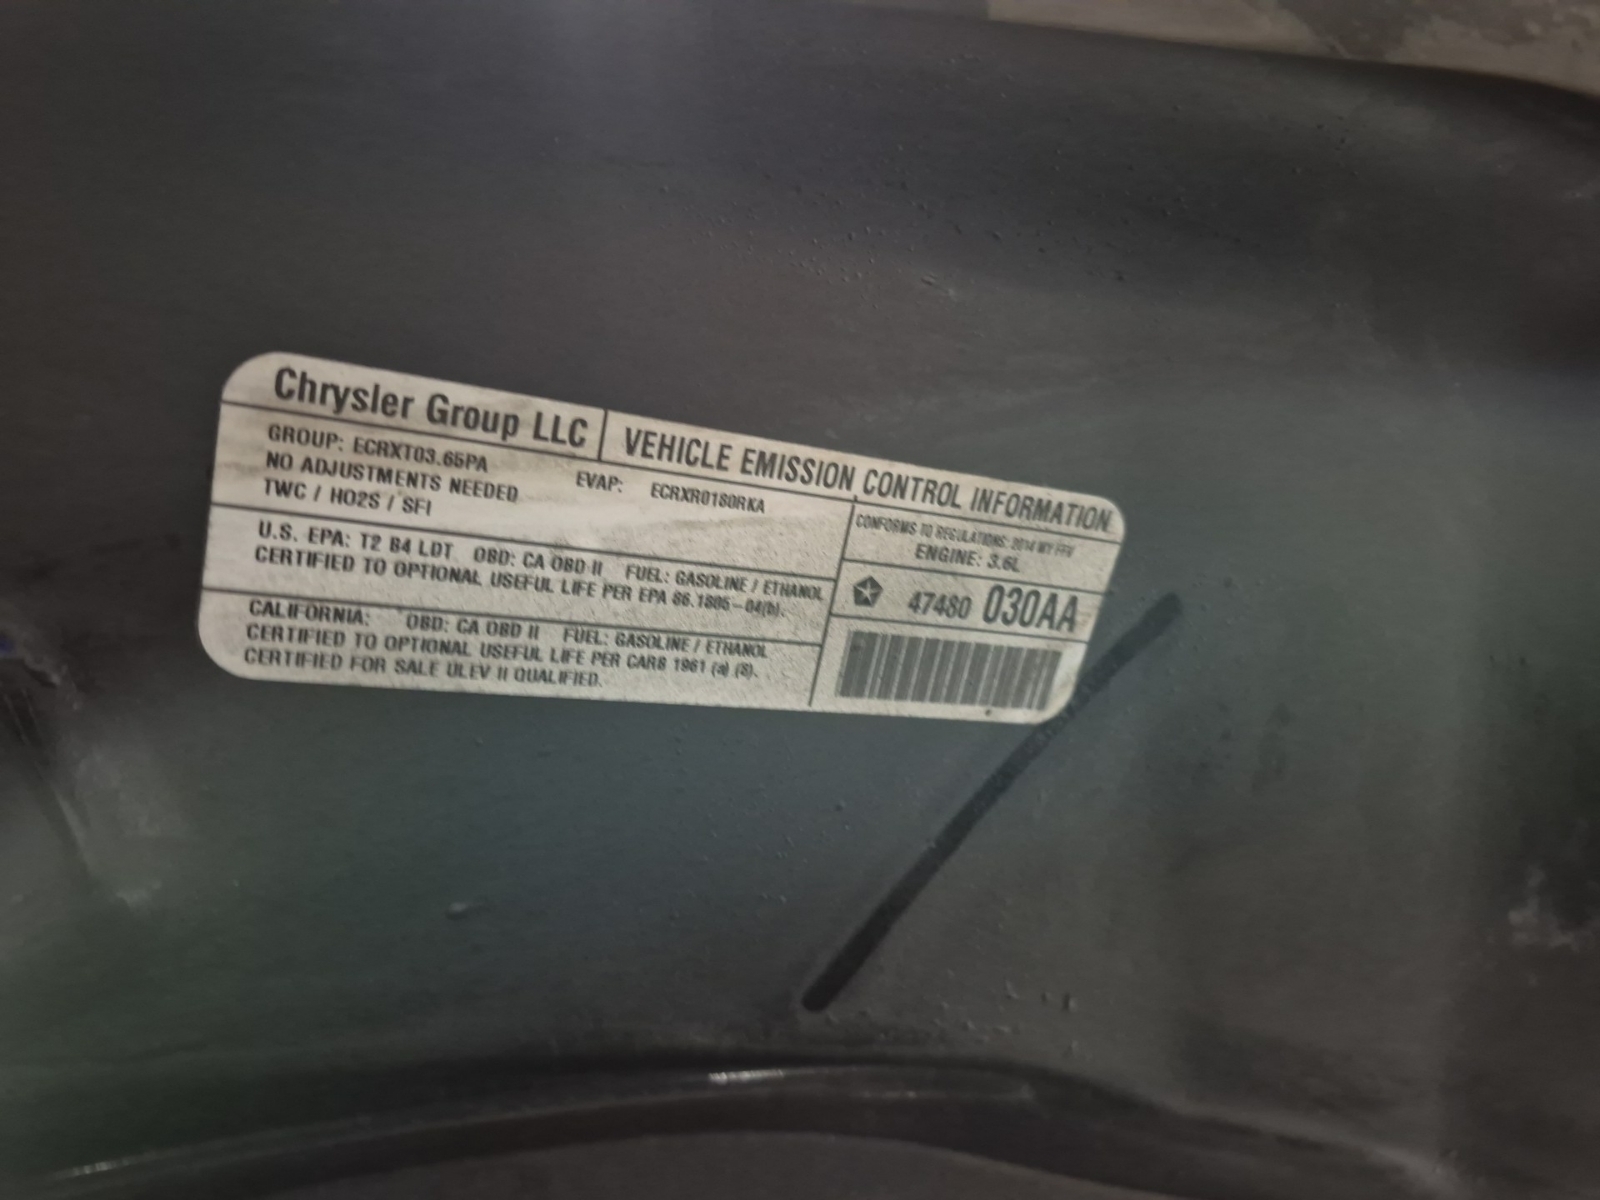 Chrysler Group LLC
VEHICLE EMISSION CONTROL INFORMATION
GROUP: ECRXT03.65PA
EVAP: ECRXR0180RKA
NO ADJUSTMENTS NEEDED
TWC / HO2S / SFI
CONFORMS TO REGULATIONS: 2014 MY FFV
ENGINE: 3.6L
U.S. EPA: T2 B4 LDT OBD: CA OBD II FUEL: GASOLINE / ETHANOL
CERTIFIED TO OPTIONAL USEFUL LIFE PER EPA 86.1805-04(b).
47480 030AA
CALIFORNIA: OBD: CA OBD II FUEL: GASOLINE / ETHANOL
CERTIFIED TO OPTIONAL USEFUL LIFE PER CARB 1961 (a) (8).
CERTIFIED FOR SALE ULEV II QUALIFIED.